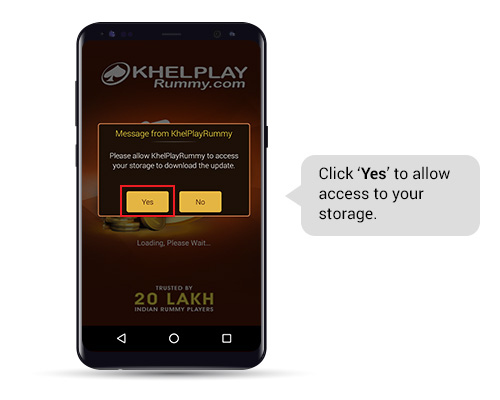 KHELPLAY
Rummy.com
Message from KhelPlayRummy
Please allow KhelPlayRummy to access
your storage to download the update.
Yes
No
Loading, Please Wait...
TRUSTED BY
20 LAKH
INDIAN RUMMY PLAYERS
Click ‘Yes’ to allow
access to your
storage.